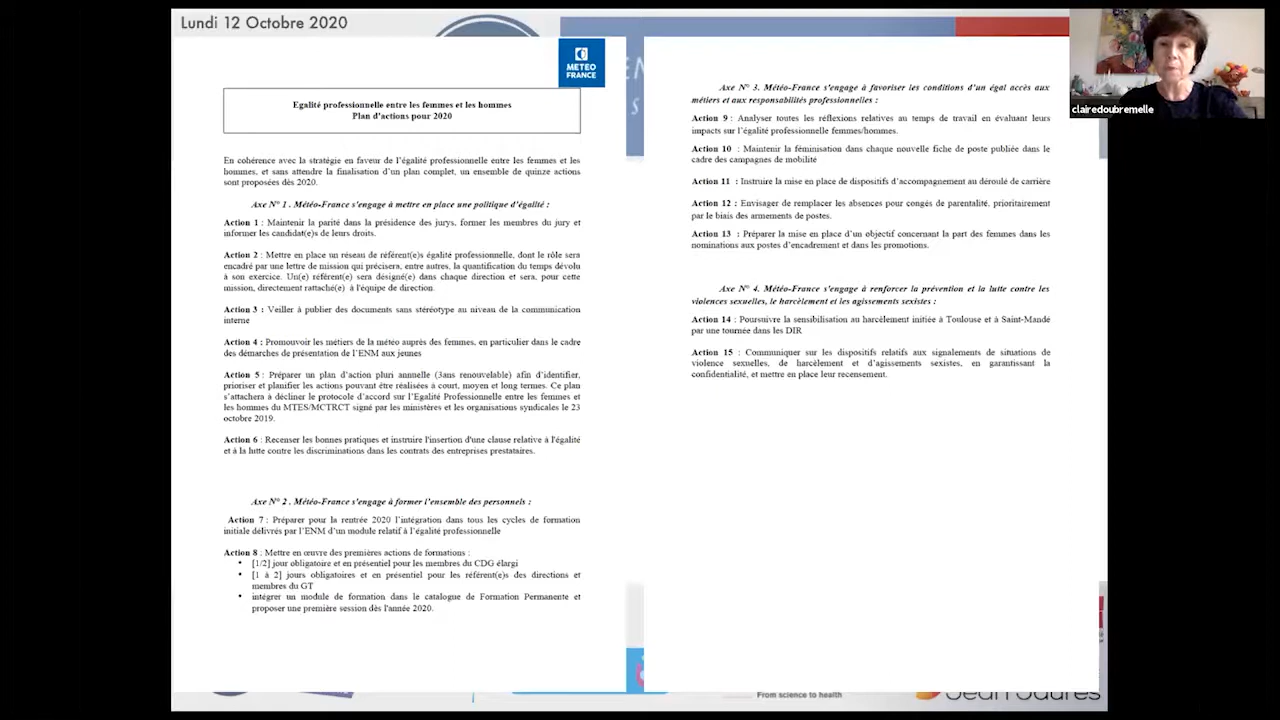 Lundi 12 Octobre 2020
METEO
FRANCE
Egalité professionnelle entre les femmes et les hommes
Plan d'actions pour 2020
En cohérence avec la stratégie en faveur de l'égalité professionnelle entre les femmes et les
hommes, et sans attendre la finalisation d'un plan complet, un ensemble de quinze actions
sont proposées dès 2020.
Axe N° 1 . Météo-France s'engage à mettre en place une politique d'égalité :
Action 1 : Maintenir la parité dans la présidence des jurys, former les membres du jury et
informer les candidat(e)s de leurs droits.
Action 2 : Mettre en place un réseau de référent(e)s égalité professionnelle, dont le rôle sera
encadré par une lettre de mission qui précisera, entre autres, la quantification du temps dévolu
à son exercice. Un(e) référent(e) sera désigné(e) dans chaque direction et sera, pour cette
mission, directement rattaché(e) à l'équipe de direction.
Action 3 : Veiller à publier des documents sans stéréotype au niveau de la communication
interne
Action 4 : Promouvoir les métiers de la météo auprès des femmes, en particulier dans le cadre
des démarches de présentation de l'ENM aux jeunes
Action 5 : Préparer un plan d'action pluri annuelle (3ans renouvelable) afin d'identifier,
prioriser et planifier les actions pouvant être réalisées à court, moyen et long termes. Ce plan
s'attachera à décliner le protocole d'accord sur l'Egalité Professionnelle entre les femmes et
les hommes du MTES/MCTRCT signé par les ministères et les organisations syndicales le 23
octobre 2019.
Action 6 : Recenser les bonnes pratiques et instruire l'insertion d'une clause relative à l'égalité
et à la lutte contre les discriminations dans les contrats des entreprises prestataires.
Axe N° 2 . Météo-France s'engage à former l'ensemble des personnels :
Action 7 : Préparer pour la rentrée 2020 l'intégration dans tous les cycles de formation
initiale délivrés par l'ENM d'un module relatif à l'égalité professionnelle
Action 8 : Mettre en œuvre des premières actions de formations :
• [1/2] jour obligatoire et en présentiel pour les membres du CDG élargi
• [1 à 2] jours obligatoires et en présentiel pour les référent(e)s des directions et
membres du GT
• intégrer un module de formation dans le catalogue de Formation Permanente et
proposer une première session dès l'année 2020.
Axe N° 3. Météo-France s'engage à favoriser les conditions d'un égal accès aux
métiers et aux responsabilités professionnelles :
Action 9 : Analyser toutes les réflexions relatives au temps de travail en évaluant leurs
impacts sur l'égalité professionnelle femmes/hommes.
Action 10 : Maintenir la féminisation dans chaque nouvelle fiche de poste publiée dans le
cadre des campagnes de mobilité
Action 11 : Instruire la mise en place de dispositifs d'accompagnement au déroulé de carrière
Action 12 : Envisager de remplacer les absences pour congés de parentalité, prioritairement
par le biais des armements de postes.
Action 13 : Préparer la mise en place d'un objectif concernant la part des femmes dans les
nominations aux postes d'encadrement et dans les promotions.
Axe N° 4. Météo-France s'engage à renforcer la prévention et la lutte contre les
violences sexuelles, le harcèlement et les agissements sexistes :
Action 14 : Poursuivre la sensibilisation au harcèlement initiée à Toulouse et à Saint-Mandé
par une tournée dans les DIR
Action 15 : Communiquer sur les dispositifs relatifs aux signalements de situations de
violence sexuelles, de harcèlement et d'agissements sexistes, en garantissant la
confidentialité, et mettre en place leur recensement.
clairedoubremelle
From science to health